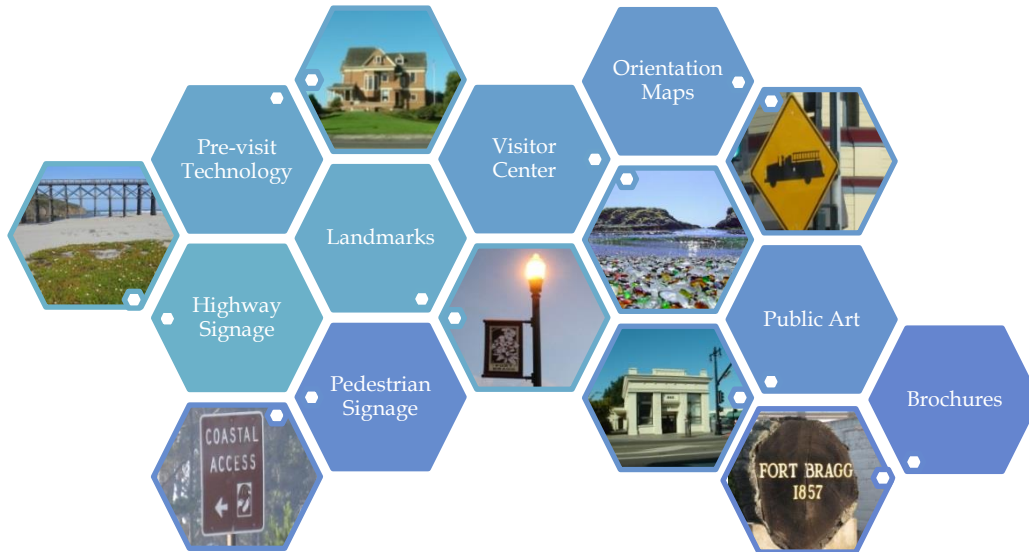 Orientation
Maps
Pre-visit
Technology
Visitor
Center
Landmarks
Highway
Signage
Public Art
Pedestrian
Signage
Brochures
COASTAL
ACCESS
FORT BRAGG
1857